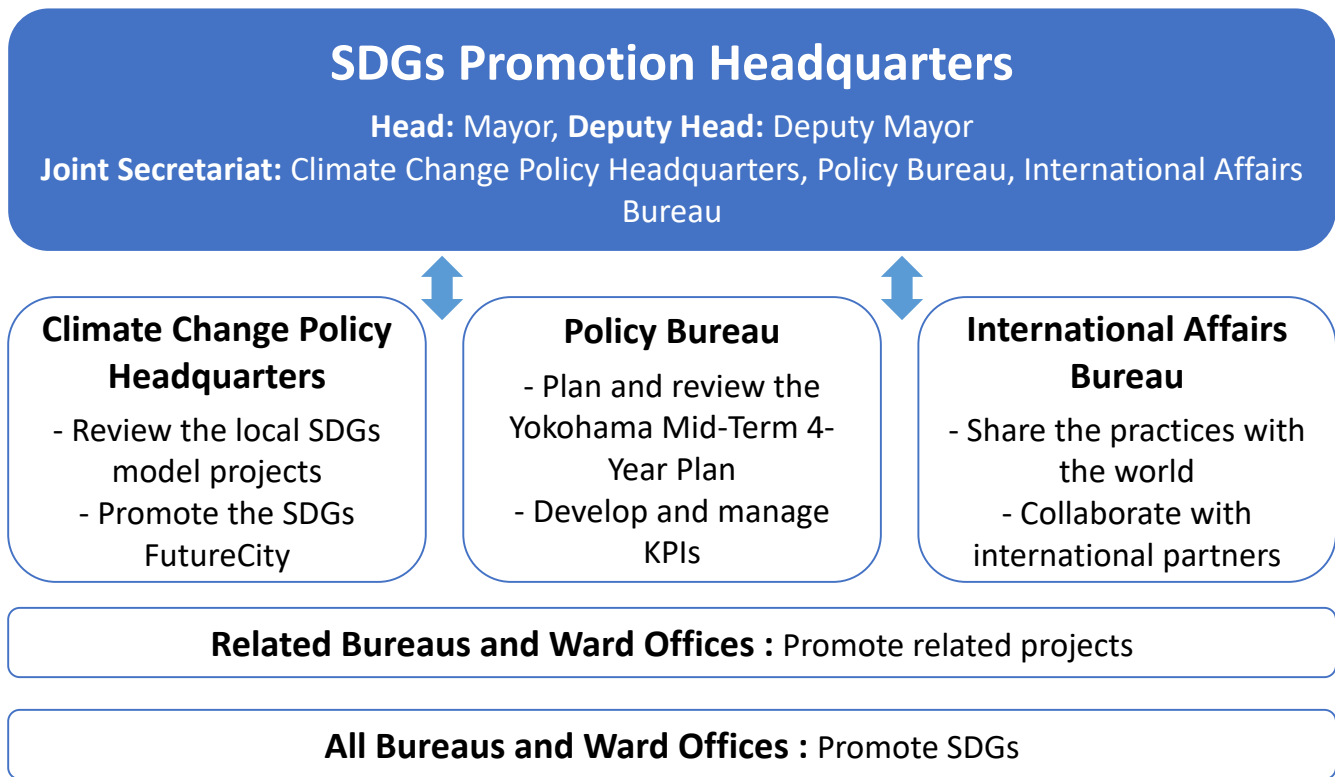 SDGs Promotion Headquarters
Head: Mayor, Deputy Head: Deputy Mayor
Joint Secretariat: Climate Change Policy Headquarters, Policy Bureau, International Affairs
Bureau
Climate Change Policy
Headquarters
- Review the local SDGs
model projects
- Promote the SDGs
FutureCity
Policy Bureau
- Plan and review the
Yokohama Mid-Term 4-
Year Plan
- Develop and manage
KPIs
International Affairs
Bureau
- Share the practices with
the world
- Collaborate with
international partners
Related Bureaus and Ward Offices : Promote related projects
All Bureaus and Ward Offices : Promote SDGs